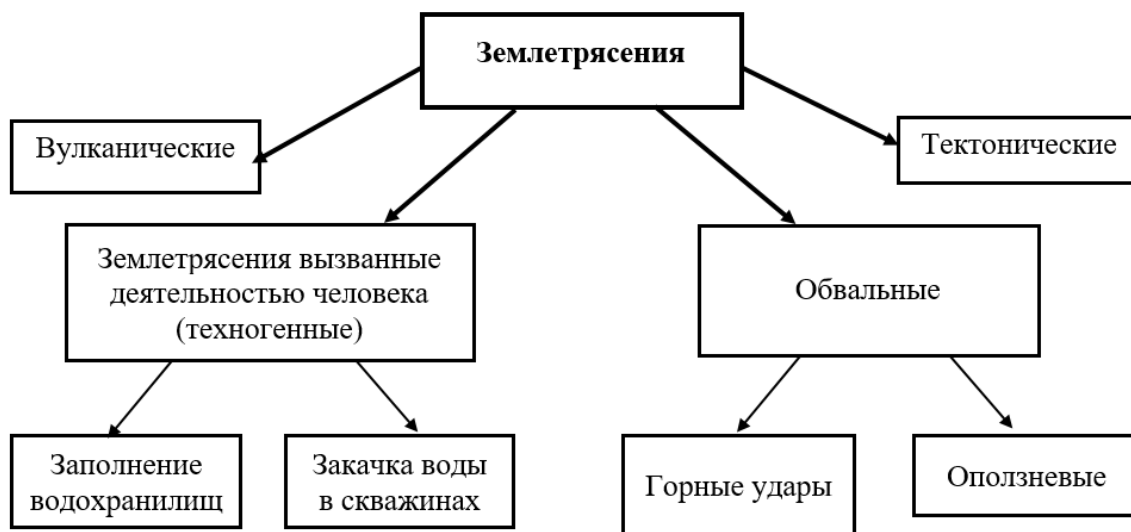 Землетрясения
Вулканические
Тектонические
Землетрясения вызванные
деятельностью человека
(техногенные)
Обвальные
Заполнение
водохранилищ
Закачка воды
в скважинах
Горные удары
Оползневые